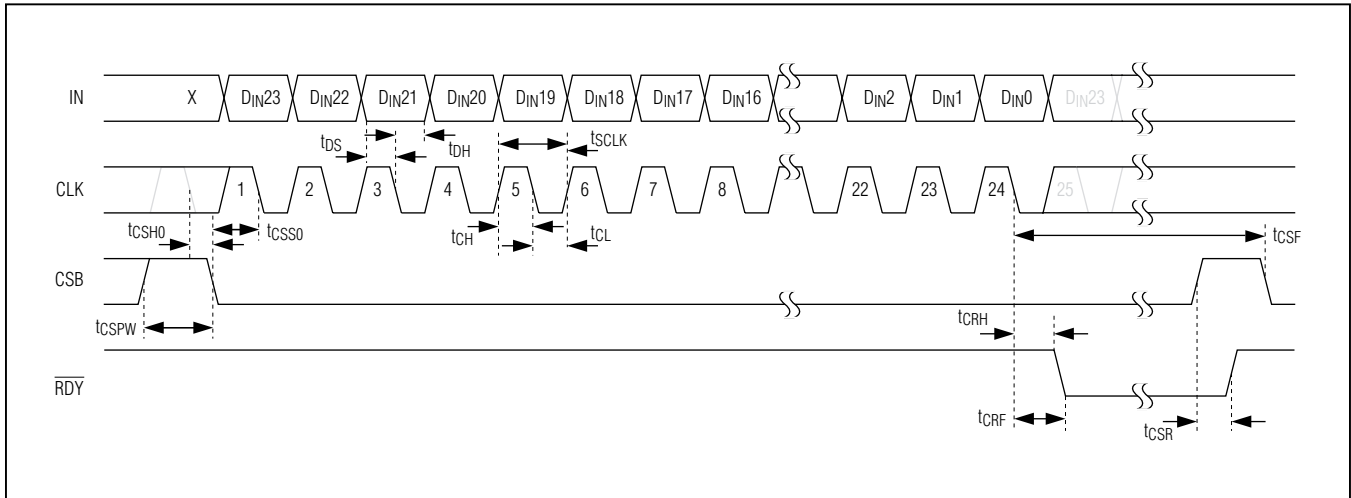 IN X DIN23 DIN22 DIN21 DIN20 DIN19 DIN18 DIN17 DIN16 DIN2 DIN1 DIN0 DIN23
tDS tDH tSCLK
CLK 1 2 3 4 5 6 7 8 22 23 24 25
tCSH0 tCSS0 tCH tCL tCSF
CSB
tCSPW tCRH
RDY
tCRF tCSR